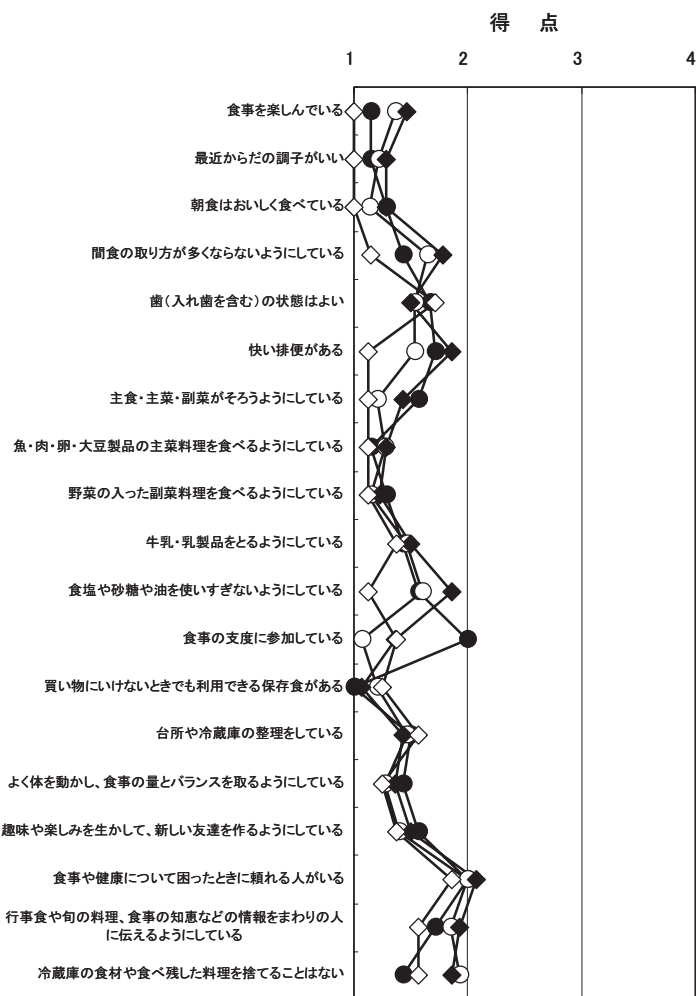 得 点
1 2 3 4
食事を楽しんでいる
最近からだの調子がいい
朝食はおいしく食べている
間食の取り方が多くならないようにしている
歯(入れ歯を含む)の状態はよい
快い排便がある
主食・主菜・副菜がそろうようにしている
魚・肉・卵・大豆製品の主菜料理を食べるようにしている
野菜の入った副菜料理を食べるようにしている
牛乳・乳製品をとるようにしている
食塩や砂糖や油を使いすぎないようにしている
食事の支度に参加している
買い物にいけないときでも利用できる保存食がある
台所や冷蔵庫の整理をしている
よく体を動かし、食事の量とバランスを取るようにしている
趣味や楽しみを生かして、新しい友達を作るようにしている
食事や健康について困ったときに頼れる人がいる
行事食や旬の料理、食事の知恵などの情報をまわりの人
に伝えるようにしている
冷蔵庫の食材や食べ残した料理を捨てることはない